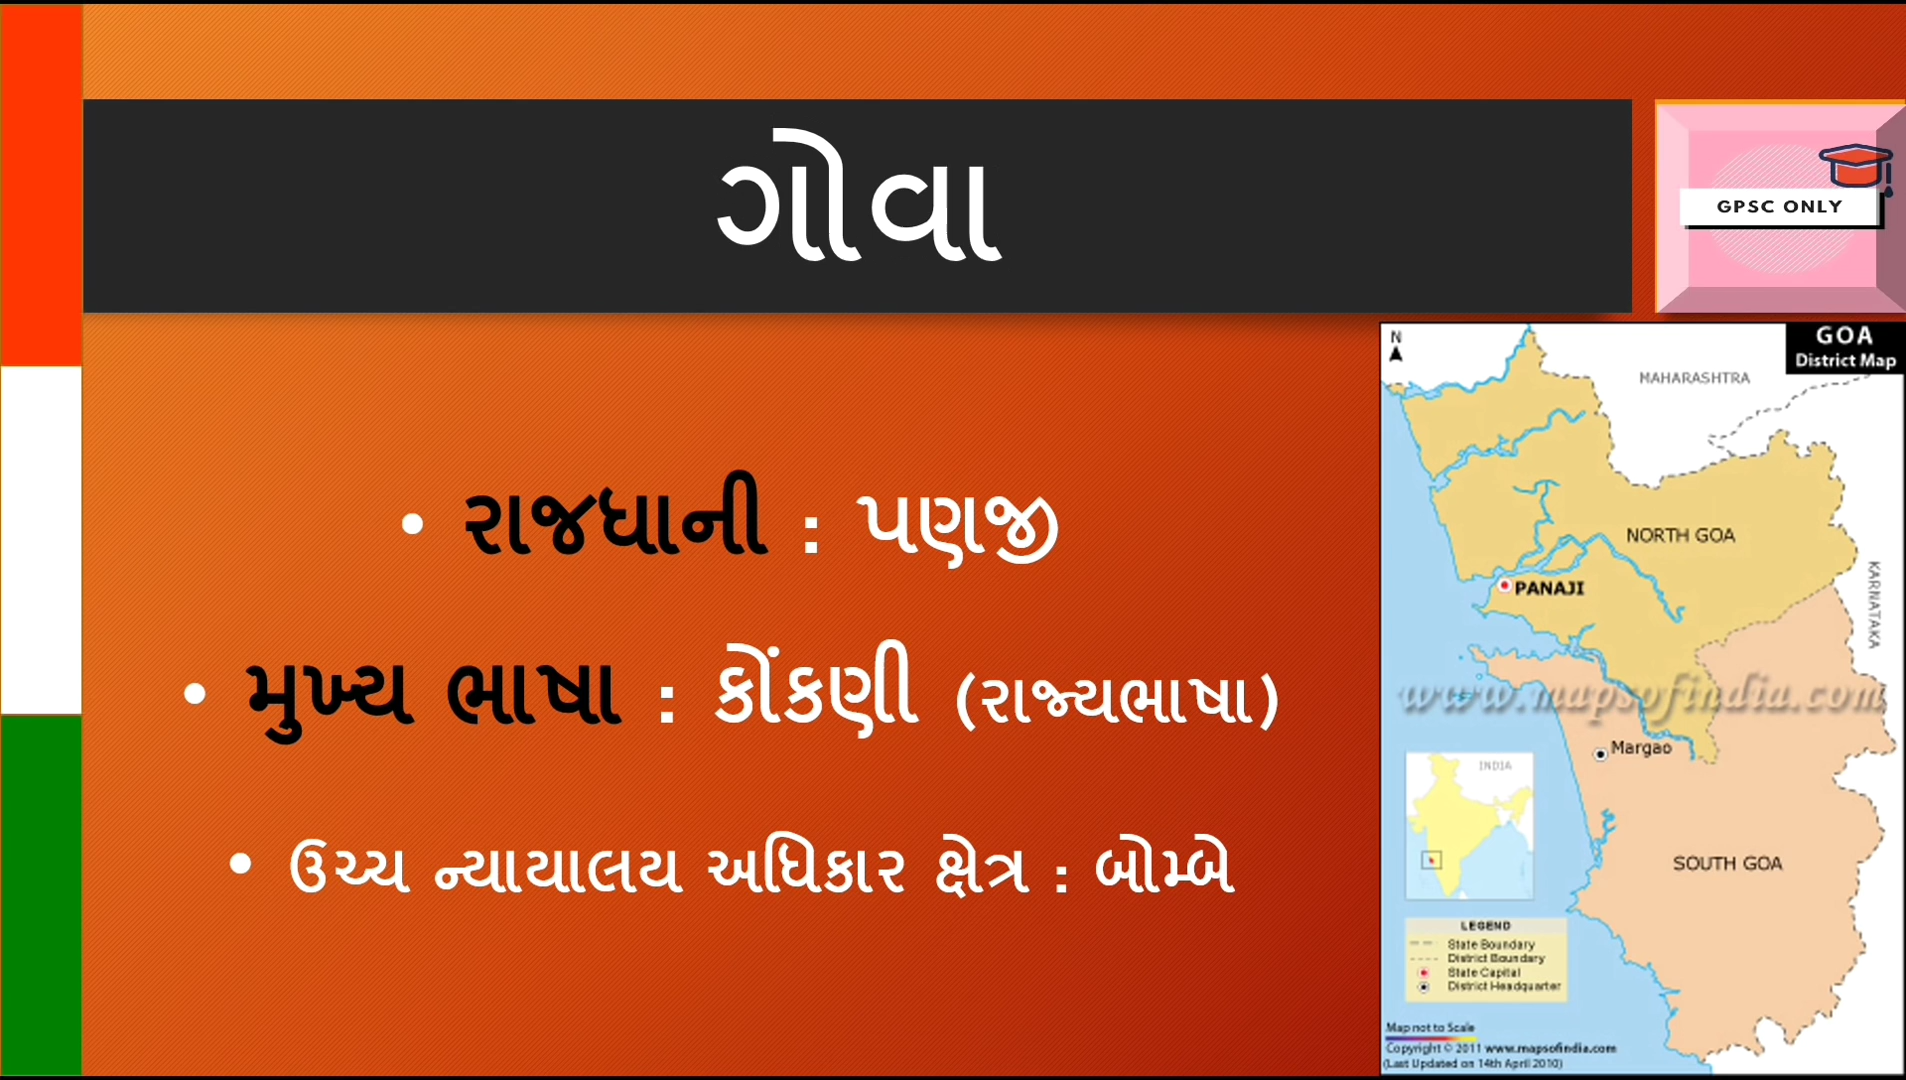 ગોવા
GPSC ONLY
• રાજધાની : પણજી
• મુખ્ય ભાષા : કોંકણી (રાજ્યભાષા)
• ઉચ્ચ ન્યાયાલય અધિકાર ક્ષેત્ર : બોમ્બે
GOA
District Map
N
MAHARASHTRA
NORTH GOA
KARNATAKA
PANAJI
www.mapsofindia.com
Margao
INDIA
SOUTH GOA
LEGEND
State Boundary
District Boundary
State Capital
District Headquarter
Map not to Scale
Copyright © 2011 www.mapsofindia.com
(Last Updated on 14th April 2010)